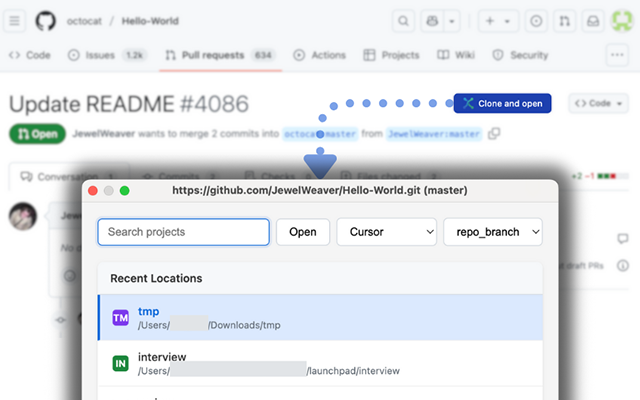 octocat / Hello-World
Code Issues 1.2k Pull requests 634 Actions Projects Wiki Security
Update README #4086
Clone and open
Code
Open JewelWeaver wants to merge 2 commits into octocat:master from JewelWeaver:master
Conversation Commits 2 Checks Files changed
+2 −1
https://github.com/JewelWeaver/Hello-World.git (master)
Search projects Open Cursor repo_branch
Recent Locations
TM tmp
/Users/ /Downloads/tmp
IN interview
/Users/ /launchpad/interview
No d
draft PRs